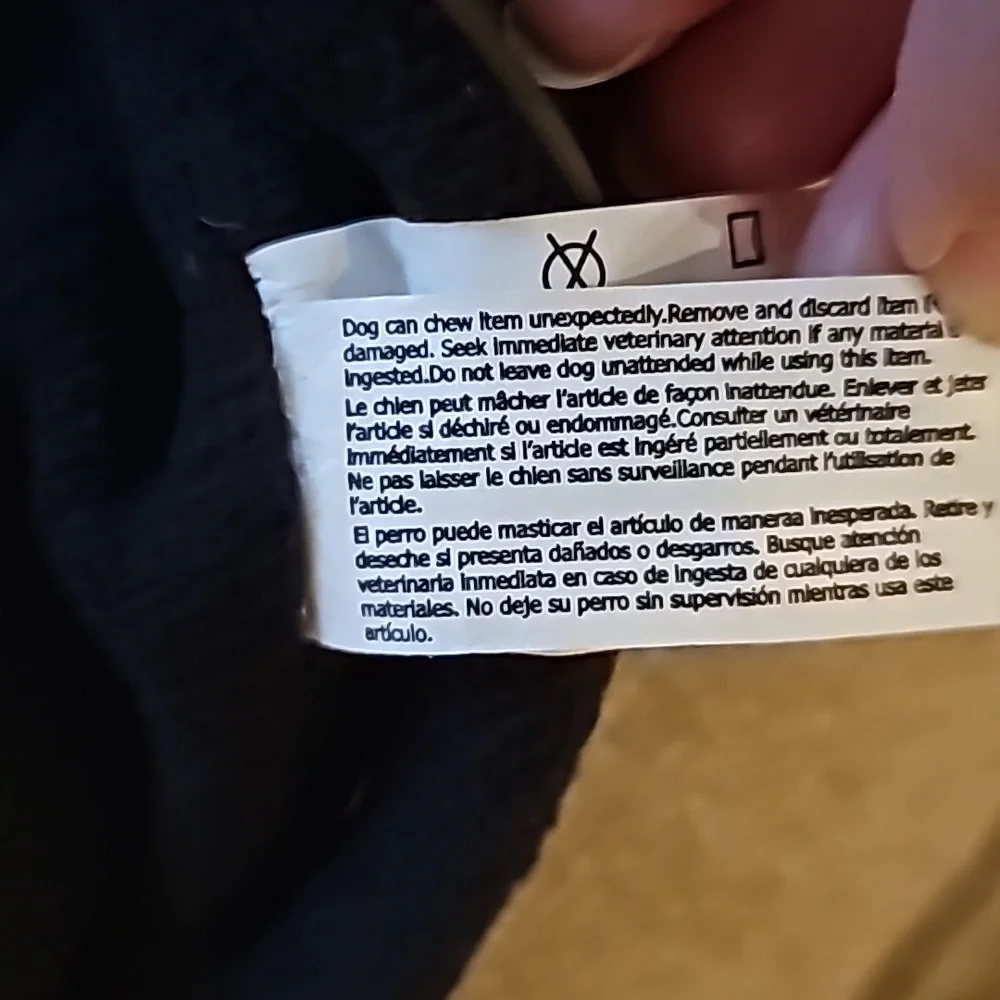 Dog can chew Item unexpectedly.Remove and discard Item
damaged. Seek immediate veterinary attention if any material
ingested.Do not leave dog unattended while using this Item.
Le chien peut mâcher l'article de façon inattendue. Enlever et jeter
l'article si déchiré ou endommagé.Consulter un vétérinaire
immédiatement si l'article est ingéré partiellement ou totalement.
Ne pas laisser le chien sans surveillance pendant l'utilisation de
l'article.
El perro puede masticar el artículo de maneraa inesperada. Retire y
deseche si presenta dañados o desgarros. Busque atención
veterinaria inmediata en caso de ingesta de cualquiera de los
materiales. No deje su perro sin supervisión mientras usa este
artículo.